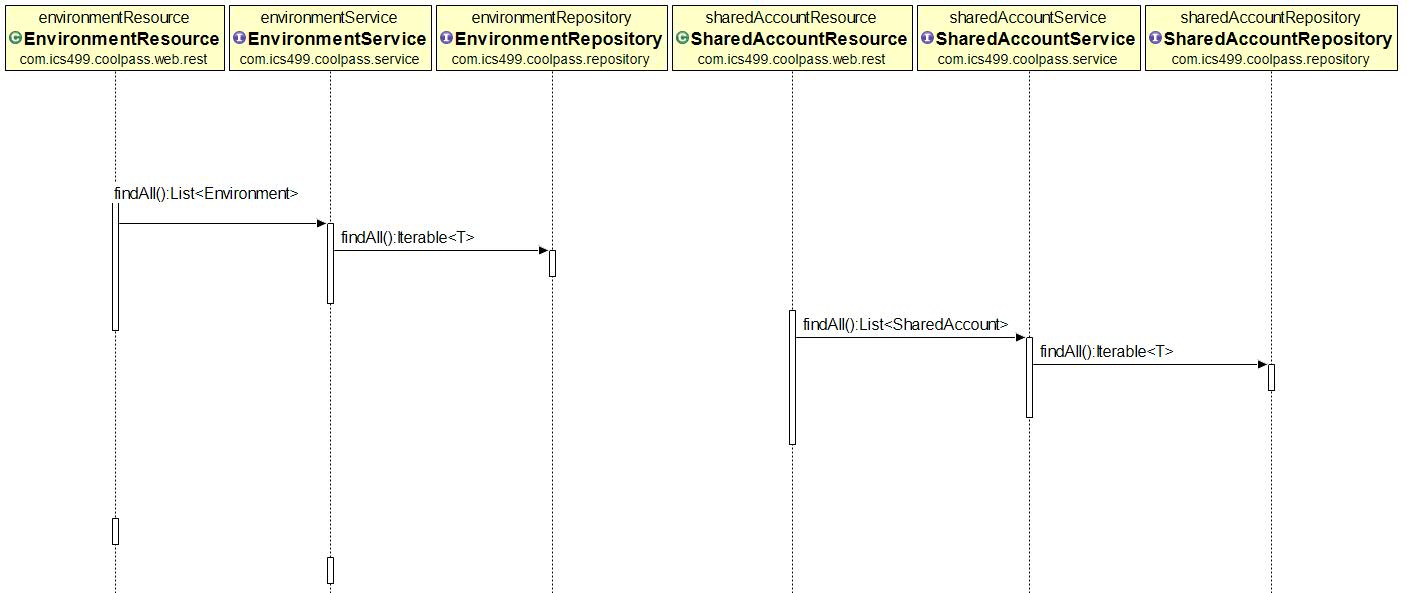 environmentResource
C EnvironmentResource
com.ics499.coolpass.web.rest
environmentService
I EnvironmentService
com.ics499.coolpass.service
environmentRepository
I EnvironmentRepository
com.ics499.coolpass.repository
sharedAccountResource
C SharedAccountResource
com.ics499.coolpass.web.rest
sharedAccountService
I SharedAccountService
com.ics499.coolpass.service
sharedAccountRepository
I SharedAccountRepository
com.ics499.coolpass.repository
findAll():List<Environment>
findAll():Iterable<T>
findAll():List<SharedAccount>
findAll():Iterable<T>